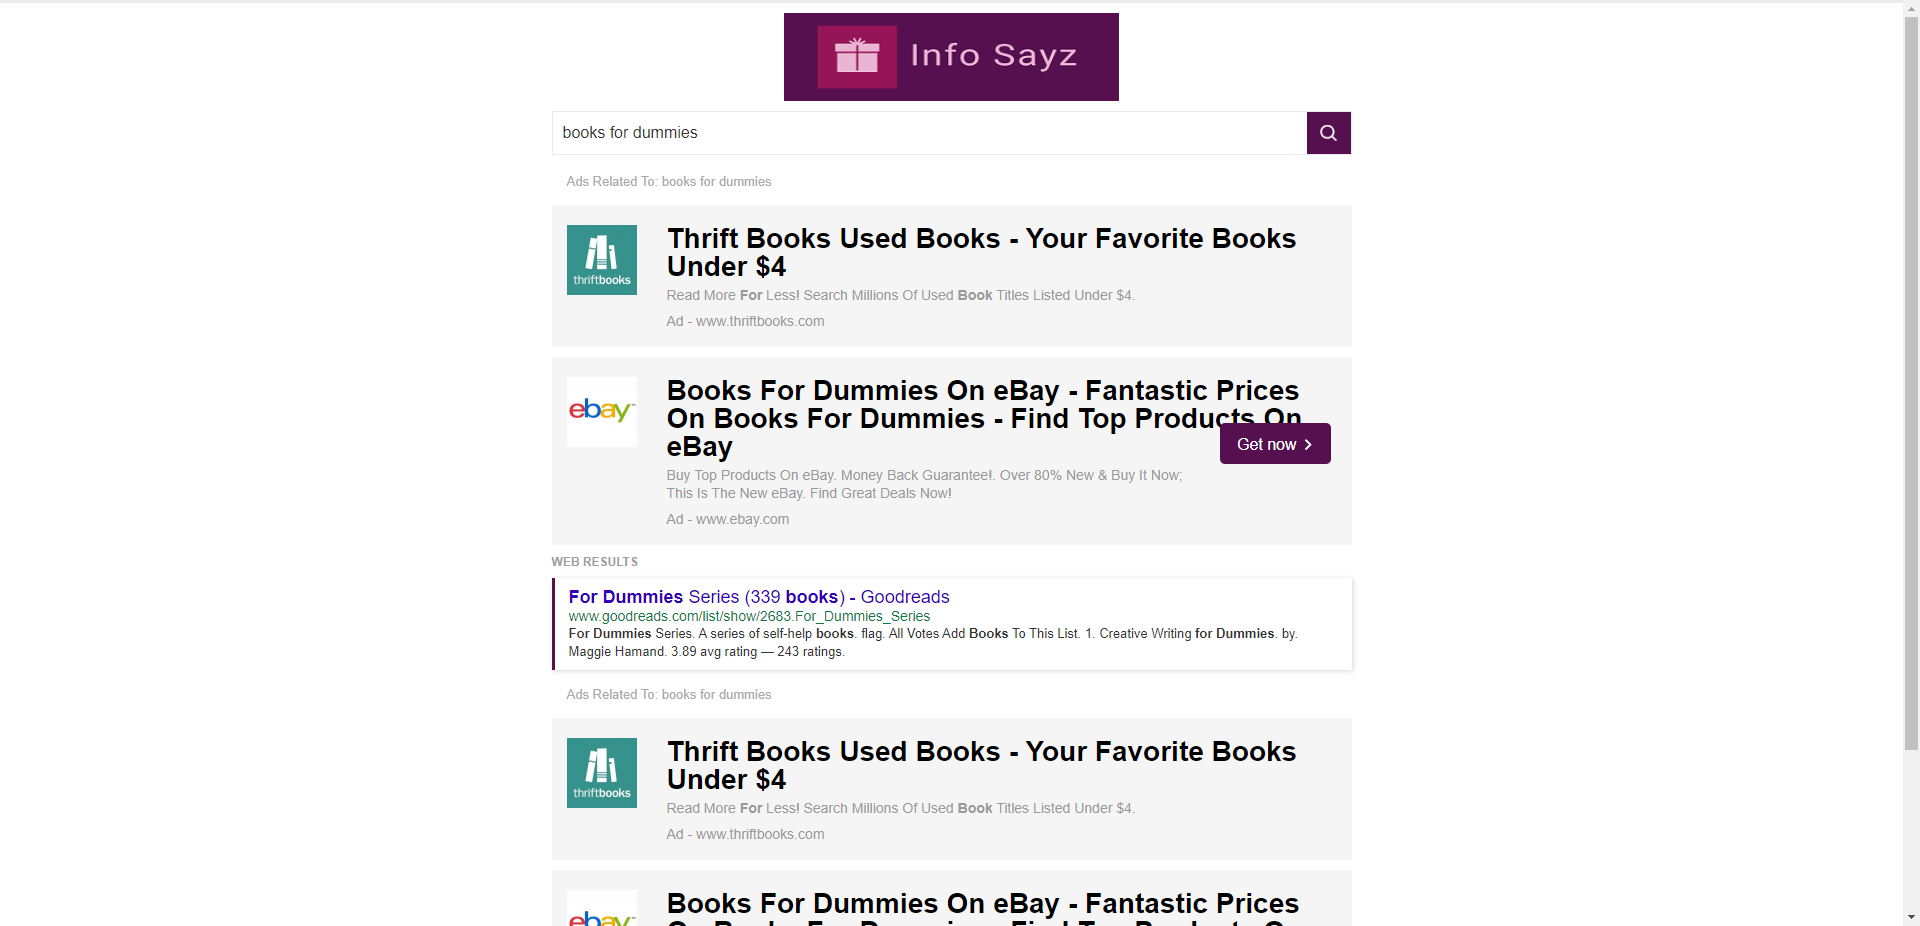 Info Sayz
books for dummies
Ads Related To: books for dummies
thriftbooks
Thrift Books Used Books - Your Favorite Books
Under $4
Read More For Less! Search Millions Of Used Book Titles Listed Under $4.
Ad - www.thriftbooks.com
ebay™
Books For Dummies On eBay - Fantastic Prices
On Books For Dummies - Find Top Products On
eBay
Get now
Buy Top Products On eBay. Money Back Guarantee!. Over 80% New & Buy It Now;
This Is The New eBay. Find Great Deals Now!
Ad - www.ebay.com
WEB RESULTS
For Dummies Series (339 books) - Goodreads
www.goodreads.com/list/show/2683.For_Dummies_Series
For Dummies Series. A series of self-help books. flag. All Votes Add Books To This List. 1. Creative Writing for Dummies. by.
Maggie Hamand. 3.89 avg rating — 243 ratings.
Ads Related To: books for dummies
thriftbooks
Thrift Books Used Books - Your Favorite Books
Under $4
Read More For Less! Search Millions Of Used Book Titles Listed Under $4.
Ad - www.thriftbooks.com
ebay™
Books For Dummies On eBay - Fantastic Prices